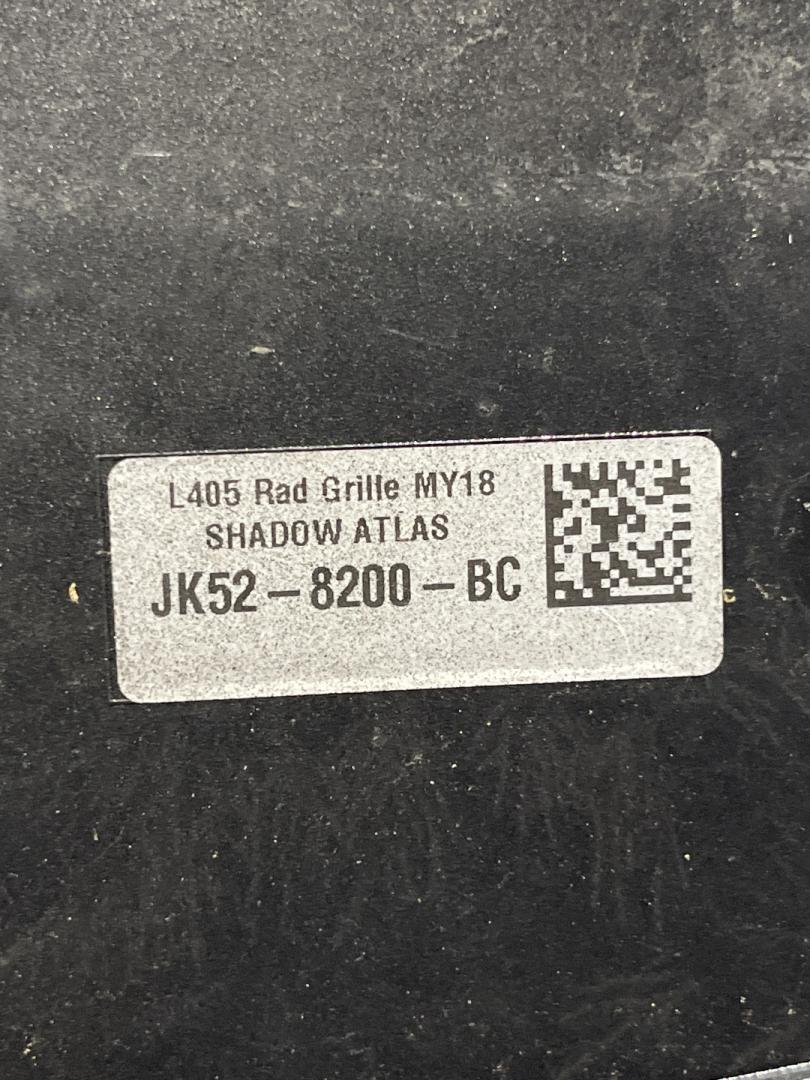 L405 Rad Grille MY18
SHADOW ATLAS
JK52-8200-BC